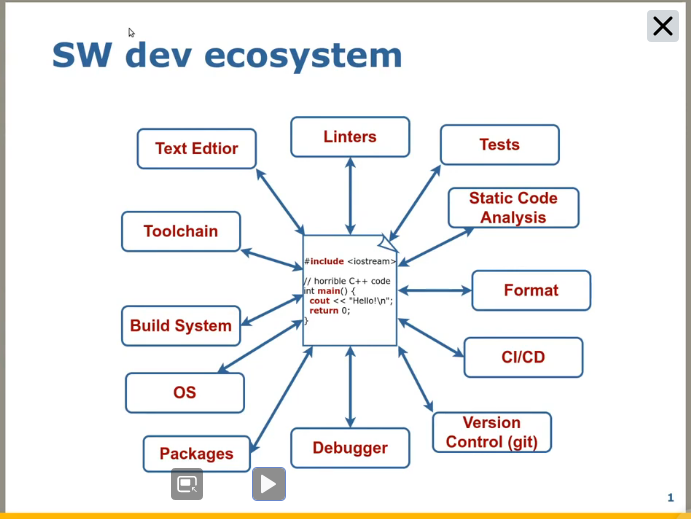 SW dev ecosystem
Text Edtior
Linters
Tests
Toolchain
Static Code
Analysis
#include <iostream>
// horrible C++ code
int main() {
cout << "Hello!\n";
return 0;
}
Format
Build System
CI/CD
OS
Version
Control (git)
Packages
Debugger
1